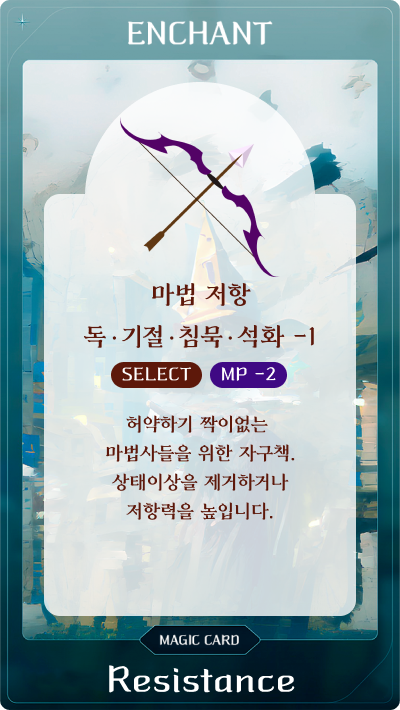 ENCHANT
마법 저항
독·기절·침묵·석화 -1
SELECT MP -2
허약하기 짝이없는
마법사들을 위한 자구책.
상태이상을 제거하거나
저항력을 높입니다.
MAGIC CARD
Resistance